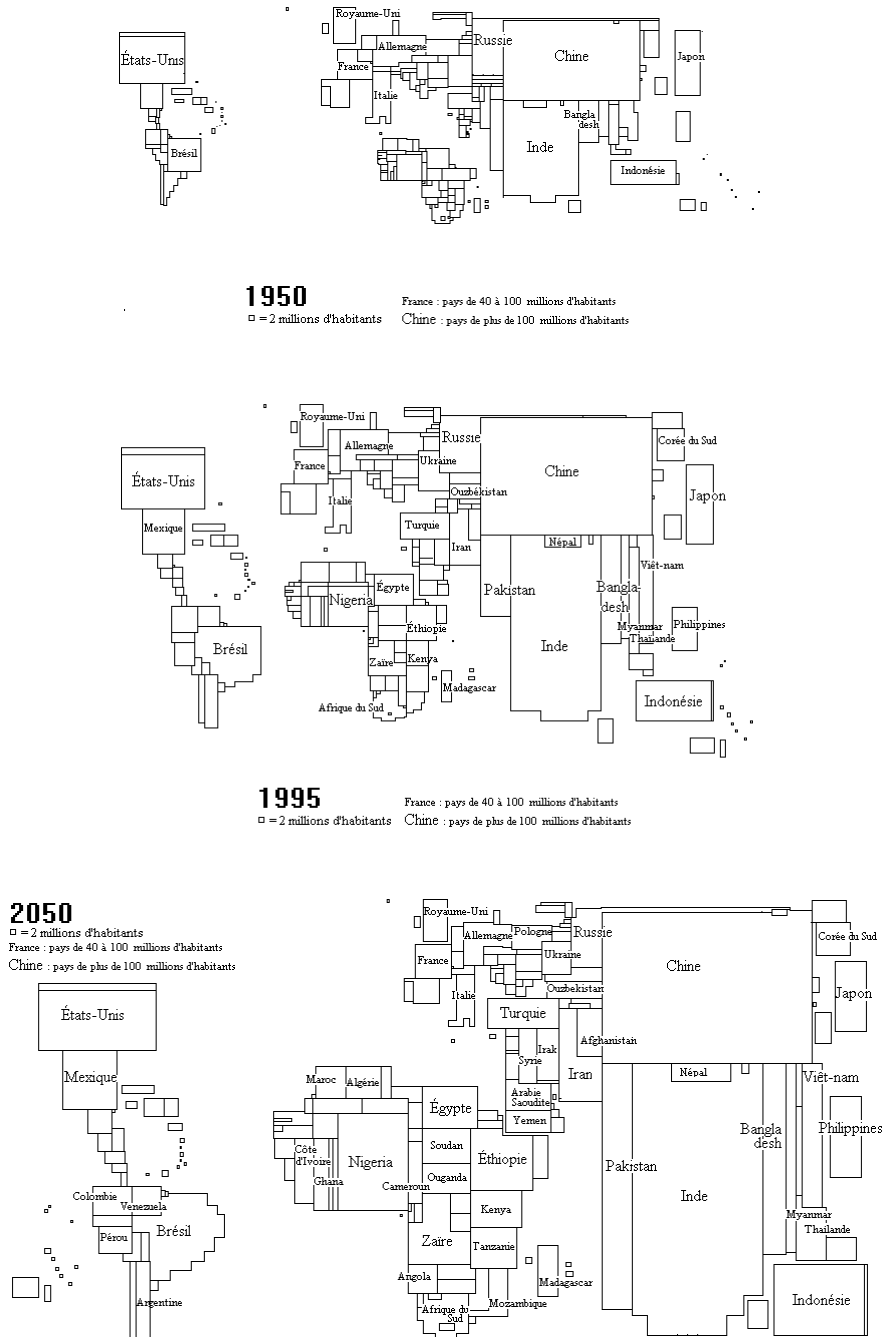 Royaume-Uni
Russie
Allemagne
États-Unis
Chine
Japon
France
Italie
Bangla
desh
Brésil
Inde
Indonésie
1950
France : pays de 40 à 100 millions d'habitants
= 2 millions d'habitants
Chine : pays de plus de 100 millions d'habitants
Royaume-Uni
Russie
Corée du Sud
Allemagne
Ukraine
France
Chine
États-Unis
Ouzbékistan
Japon
Italie
Mexique
Turquie
Iran
Népal
Viêt-nam
Égypte
Pakistan
Bangla-
desh
Nigeria
Myanmar
Philippines
Éthiopie
Thaïlande
Brésil
Inde
Zaïre
Kenya
Madagascar
Afrique du Sud
Indonésie
1995
France : pays de 40 à 100 millions d'habitants
= 2 millions d'habitants
Chine : pays de plus de 100 millions d'habitants
2050
= 2 millions d'habitants
France : pays de 40 à 100 millions d'habitants
Chine : pays de plus de 100 millions d'habitants
Royaume-Uni
Allemagne
Pologne
Russie
Corée du Sud
Ukraine
France
Chine
Ouzbekistan
Japon
Italie
États-Unis
Turquie
Afghanistan
Irak
Syrie
Iran
Népal
Viêt-nam
Mexique
Maroc
Algérie
Arabie
Saoudite
Égypte
Yemen
Philippines
Bangla
desh
Soudan
Côte
d'Ivoire
Nigeria
Éthiopie
Pakistan
Ghana
Ouganda
Cameroun
Inde
Colombie
Venezuela
Kenya
Myanmar
Thaïlande
Brésil
Pérou
Zaïre
Tanzanie
Angola
Madagascar
Argentine
Mozambique
Afrique du
Sud
Indonésie